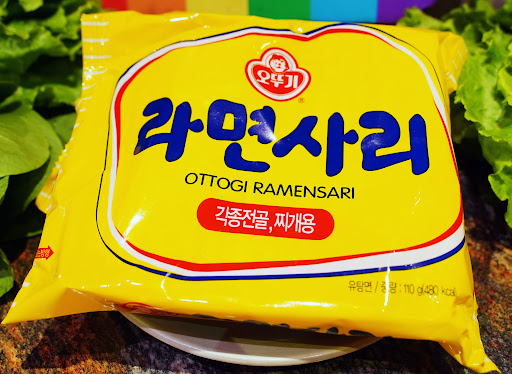 오뚜기
®
라면사리
OTTOGI RAMENSARI
각종전골, 찌개용
유탕면 / 중량 : 110 g(480 kcal)